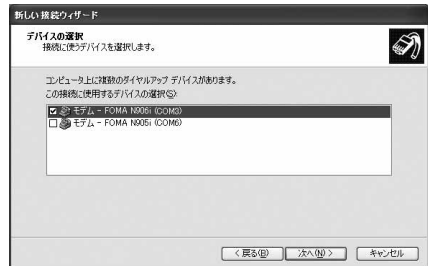 新しい接続ウィザード
デバイスの選択
接続に使うデバイスを選択します。
コンピュータ上に複数のダイヤルアップ デバイスがあります。
この接続に使用するデバイスの選択(S):
モデム - FOMA N905i (COM3)
モデム - FOMA N905i (COM6)
< 戻る(B)
次へ(N) >
キャンセル